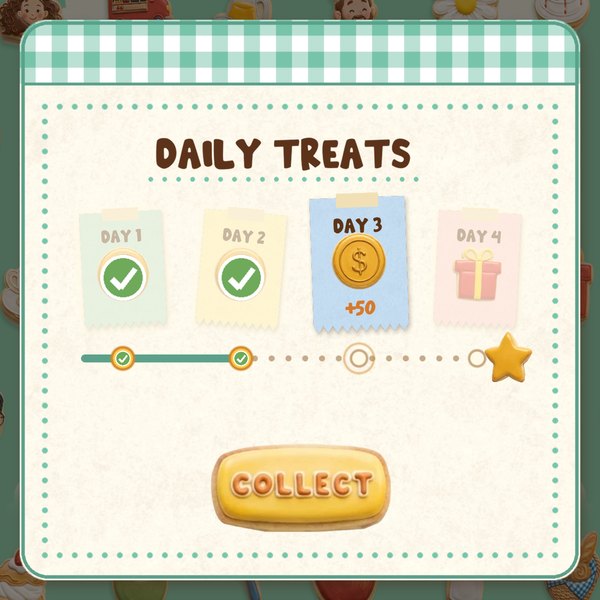 DAILY TREATS
DAY 1
DAY 2
DAY 3
DAY 4
$
+50
COLLECT